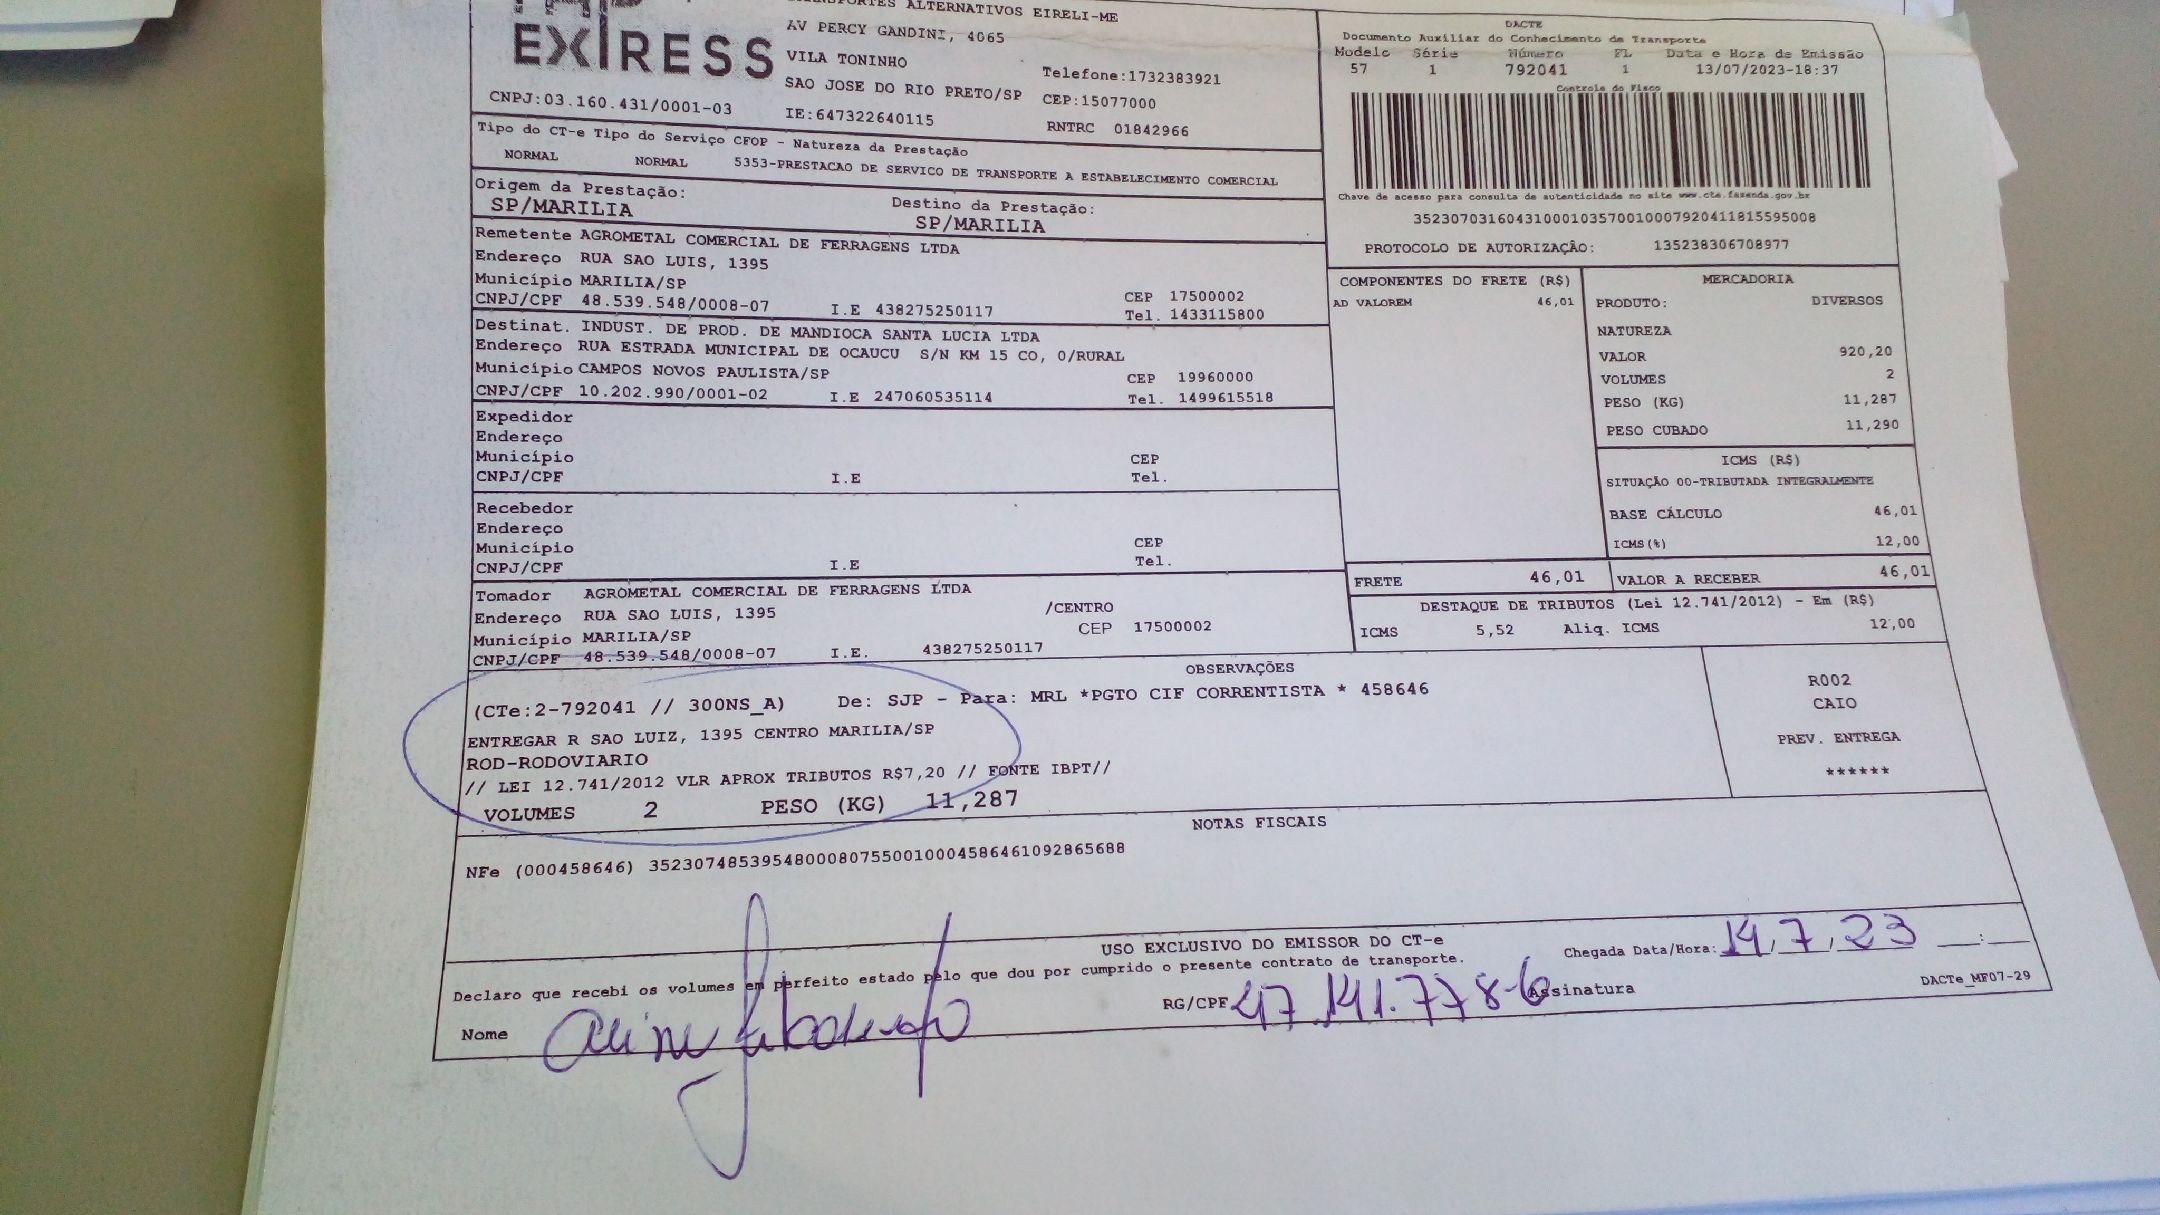 EXPRESS
ALTERNATIVOS EIRELI-ME
AV PERCY GANDINI, 4065
VILA TONINHO
Telefone:1732383921
SAO JOSE DO RIO PRETO/SP CEP:15077000
CNPJ:03.160.431/0001-03 IE:647322640115 RNTRC 01842966
DACTE
Documento Auxiliar do Conhecimento de Transporte
Modelo Série Número FL Data e Hora de Emissão
57 1 792041 1 13/07/2023-18:37
Controle do Fisco
Chave de acesso para consulta de autenticidade no site www.cte.fazenda.gov.br
35230703160431000103570010007920411815595008
PROTOCOLO DE AUTORIZAÇÃO: 135238306708977
Tipo do CT-e Tipo do Serviço CFOP - Natureza da Prestação
NORMAL NORMAL 5353-PRESTACAO DE SERVICO DE TRANSPORTE A ESTABELECIMENTO COMERCIAL
Origem da Prestação: Destino da Prestação:
SP/MARILIA SP/MARILIA
Remetente AGROMETAL COMERCIAL DE FERRAGENS LTDA
Endereço RUA SAO LUIS, 1395
Município MARILIA/SP CEP 17500002
CNPJ/CPF 48.539.548/0008-07 I.E 438275250117 Tel. 1433115800
Destinat. INDUST. DE PROD. DE MANDIOCA SANTA LUCIA LTDA
Endereço RUA ESTRADA MUNICIPAL DE OCAUCU S/N KM 15 CO, 0/RURAL
Município CAMPOS NOVOS PAULISTA/SP CEP 19960000
CNPJ/CPF 10.202.990/0001-02 I.E 247060535114 Tel. 1499615518
Expedidor
Endereço
Município CEP
CNPJ/CPF I.E Tel.
Recebedor
Endereço
Município CEP
CNPJ/CPF I.E Tel.
Tomador AGROMETAL COMERCIAL DE FERRAGENS LTDA
Endereço RUA SAO LUIS, 1395 /CENTRO
Município MARILIA/SP CEP 17500002
CNPJ/CPF 48.539.548/0008-07 I.E. 438275250117
COMPONENTES DO FRETE (R$)
AD VALOREM 46,01
MERCADORIA
PRODUTO: DIVERSOS
NATUREZA
VALOR 920,20
VOLUMES 2
PESO (KG) 11,287
PESO CUBADO 11,290
ICMS (R$)
SITUAÇÃO 00-TRIBUTADA INTEGRALMENTE
BASE CÁLCULO 46,01
ICMS(%) 12,00
FRETE 46,01 VALOR A RECEBER 46,01
DESTAQUE DE TRIBUTOS (Lei 12.741/2012) - Em (R$)
ICMS 5,52 Aliq. ICMS 12,00
OBSERVAÇÕES
(CTe:2-792041 // 300NS_A) De: SJP - Para: MRL *PGTO CIF CORRENTISTA * 458646
ENTREGAR R SAO LUIZ, 1395 CENTRO MARILIA/SP
ROD-RODOVIARIO
// LEI 12.741/2012 VLR APROX TRIBUTOS R$7,20 // FONTE IBPT//
VOLUMES 2 PESO (KG) 11,287
R002
CAIO
PREV. ENTREGA
******
NOTAS FISCAIS
NFe (000458646) 35230748539548000807550010004586461092865688
USO EXCLUSIVO DO EMISSOR DO CT-e
Chegada Data/Hora: 14,7,23 __:__
Declaro que recebi os volumes em perfeito estado pelo que dou por cumprido o presente contrato de transporte.
Nome RG/CPF 47.141.778-6 Assinatura
DACTe_MF07-29